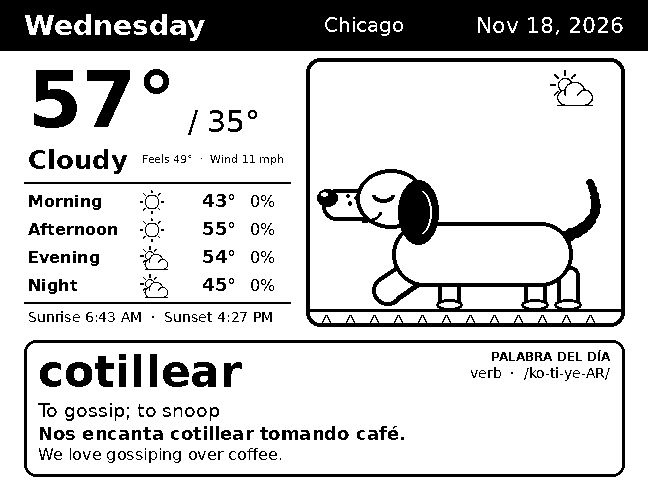 Wednesday Chicago Nov 18, 2026
57° / 35°
Cloudy Feels 49° · Wind 11 mph
Morning 43° 0%
Afternoon 55° 0%
Evening 54° 0%
Night 45° 0%
Sunrise 6:43 AM · Sunset 4:27 PM
cotillear
PALABRA DEL DÍA
verb · /ko-ti-ye-AR/
To gossip; to snoop
Nos encanta cotillear tomando café.
We love gossiping over coffee.